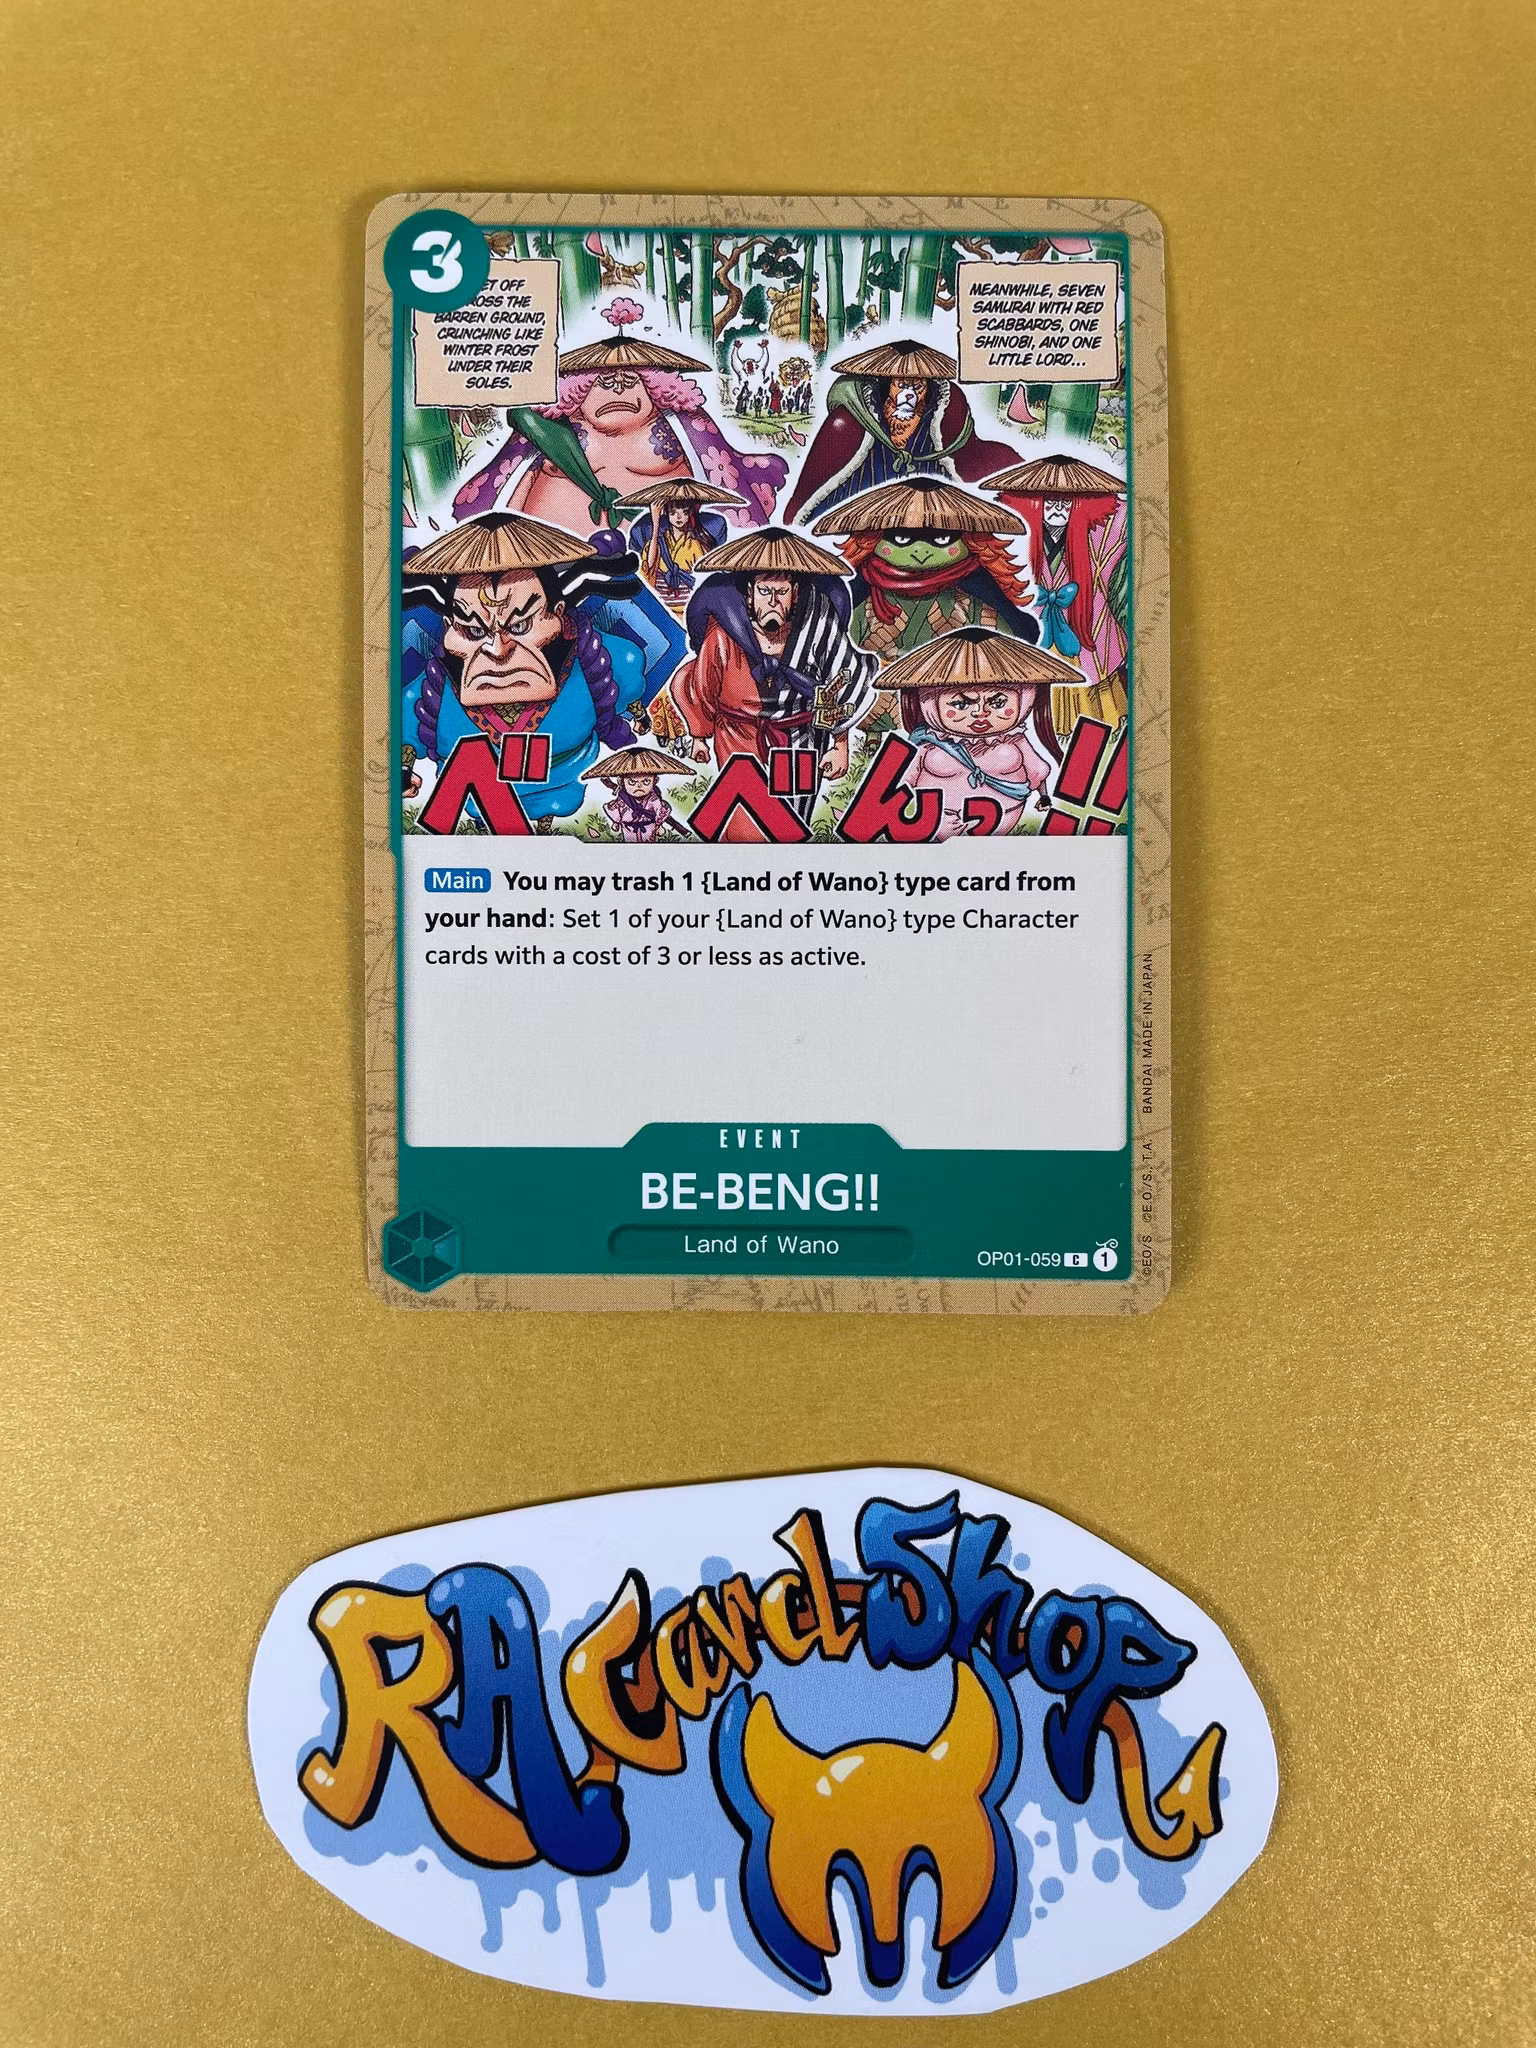 3
ET OFF
ROSS THE
BARREN GROUND,
CRUNCHING LIKE
WINTER FROST
UNDER THEIR
SOLES.
MEANWHILE, SEVEN
SAMURAI WITH RED
SCABBARDS, ONE
SHINOBI, AND ONE
LITTLE LORD...
べべんっ!!
Main You may trash 1 {Land of Wano} type card from
your hand: Set 1 of your {Land of Wano} type Character
cards with a cost of 3 or less as active.
EVENT
BE-BENG!!
Land of Wano
OP01-059 C 1
©EO/S ©E.O./S., T.A. BANDAI MADE IN JAPAN
RA CardShop